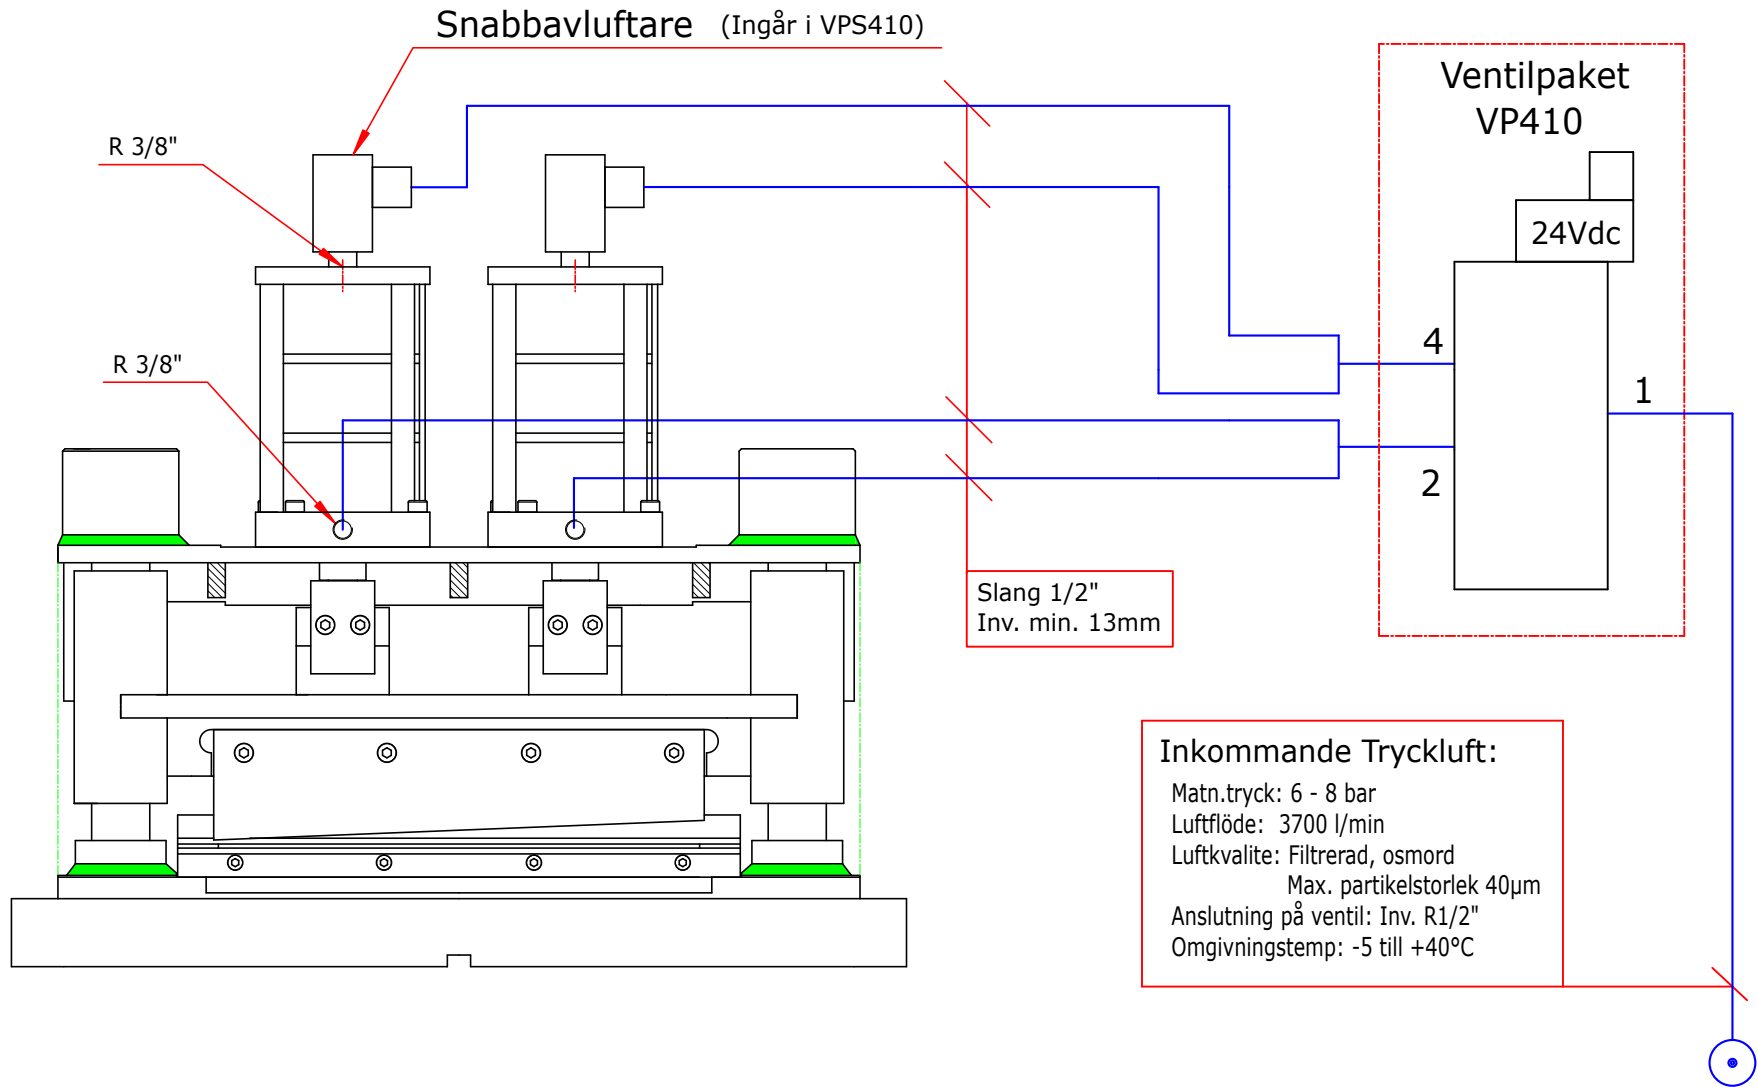 Snabbavluftare (Ingår i VPS410)
R 3/8"
R 3/8"
Ventilpaket
VP410
24Vdc
4
1
2
Slang 1/2"
Inv. min. 13mm
Inkommande Tryckluft:
Matn.tryck: 6 - 8 bar
Luftflöde: 3700 l/min
Luftkvalite: Filtrerad, osmord
Max. partikelstorlek 40µm
Anslutning på ventil: Inv. R1/2"
Omgivningstemp: -5 till +40°C